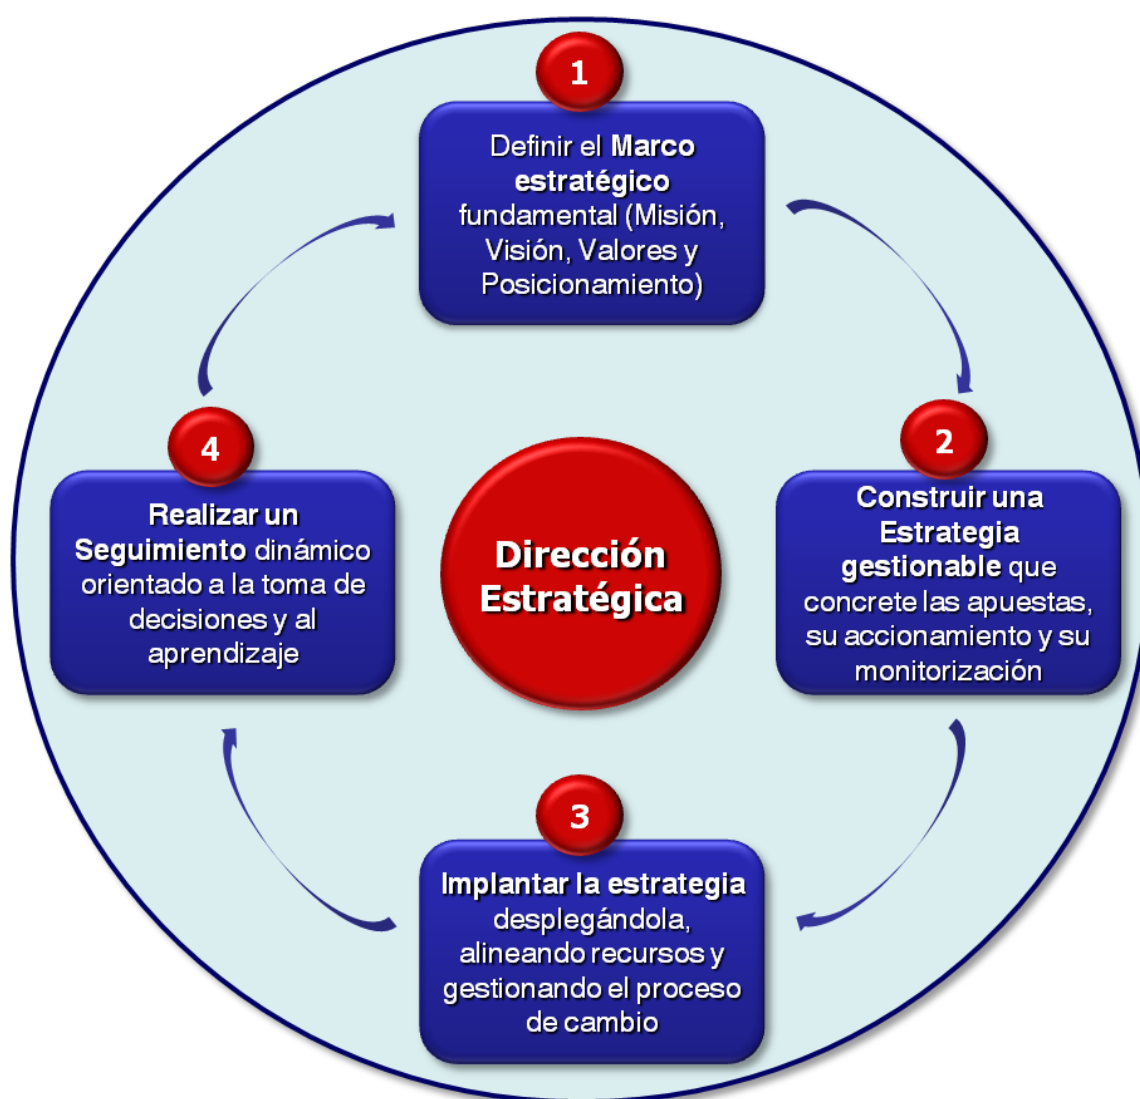 1
Definir el Marco
estratégico
fundamental (Misión,
Visión, Valores y
Posicionamiento)
2
Construir una
Estrategia
gestionable que
concrete las apuestas,
su accionamiento y su
monitorización
3
Implantar la estrategia
desplegándola,
alineando recursos y
gestionando el proceso
de cambio
4
Realizar un
Seguimiento dinámico
orientado a la toma de
decisiones y al
aprendizaje
Dirección
Estratégica